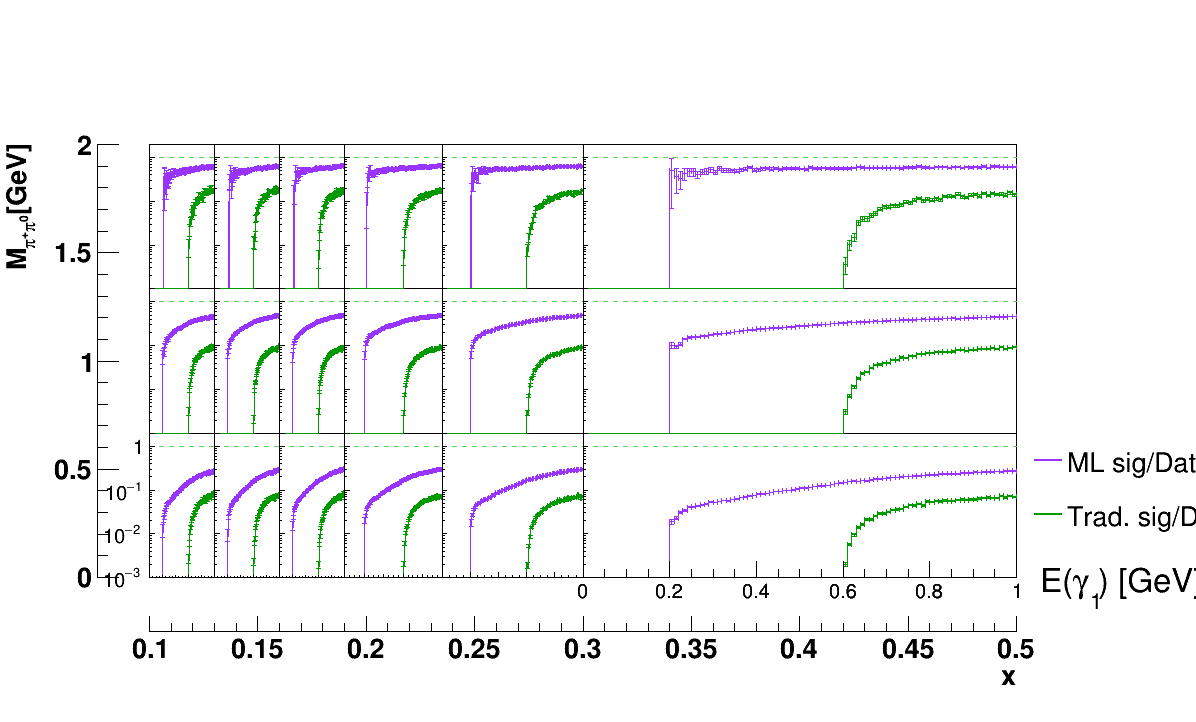 M_{π⁺π⁰}[GeV]
2
1.5
1
0.5
0
1
10⁻¹
10⁻²
10⁻³
ML sig/Dat
Trad. sig/D
E(γ₁) [GeV]
0 0.2 0.4 0.6 0.8 1
0.1 0.15 0.2 0.25 0.3 0.35 0.4 0.45 0.5
x